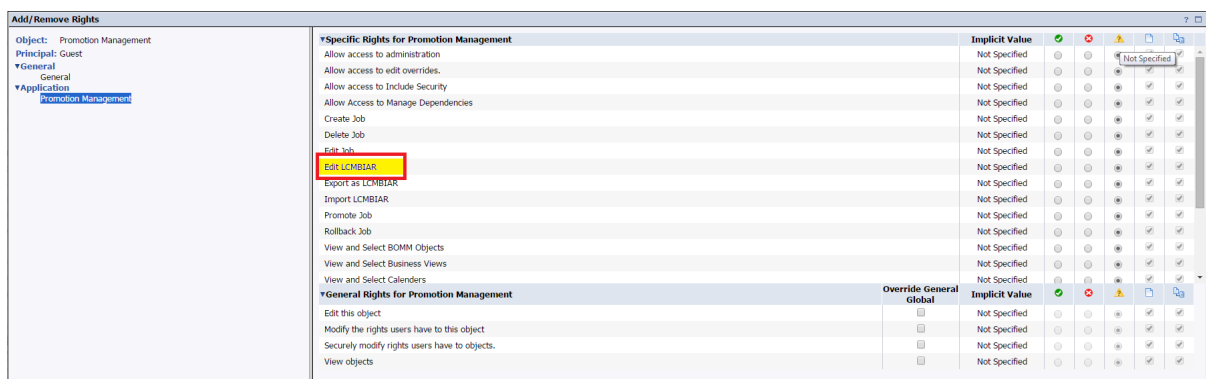 Add/Remove Rights ?
Object: Promotion Management
Principal: Guest
▼General
General
▼Application
Promotion Management
▼Specific Rights for Promotion Management Implicit Value
Allow access to administration Not Specified
Not Specified
Allow access to edit overrides. Not Specified
Allow access to Include Security Not Specified
Allow Access to Manage Dependencies Not Specified
Create Job Not Specified
Delete Job Not Specified
Edit Job Not Specified
Edit LCMBIAR Not Specified
Export as LCMBIAR Not Specified
Import LCMBIAR Not Specified
Promote Job Not Specified
Rollback Job Not Specified
View and Select BOMM Objects Not Specified
View and Select Business Views Not Specified
View and Select Calenders Not Specified
▼General Rights for Promotion Management Override General Global Implicit Value
Edit this object Not Specified
Modify the rights users have to this object Not Specified
Securely modify rights users have to objects. Not Specified
View objects Not Specified